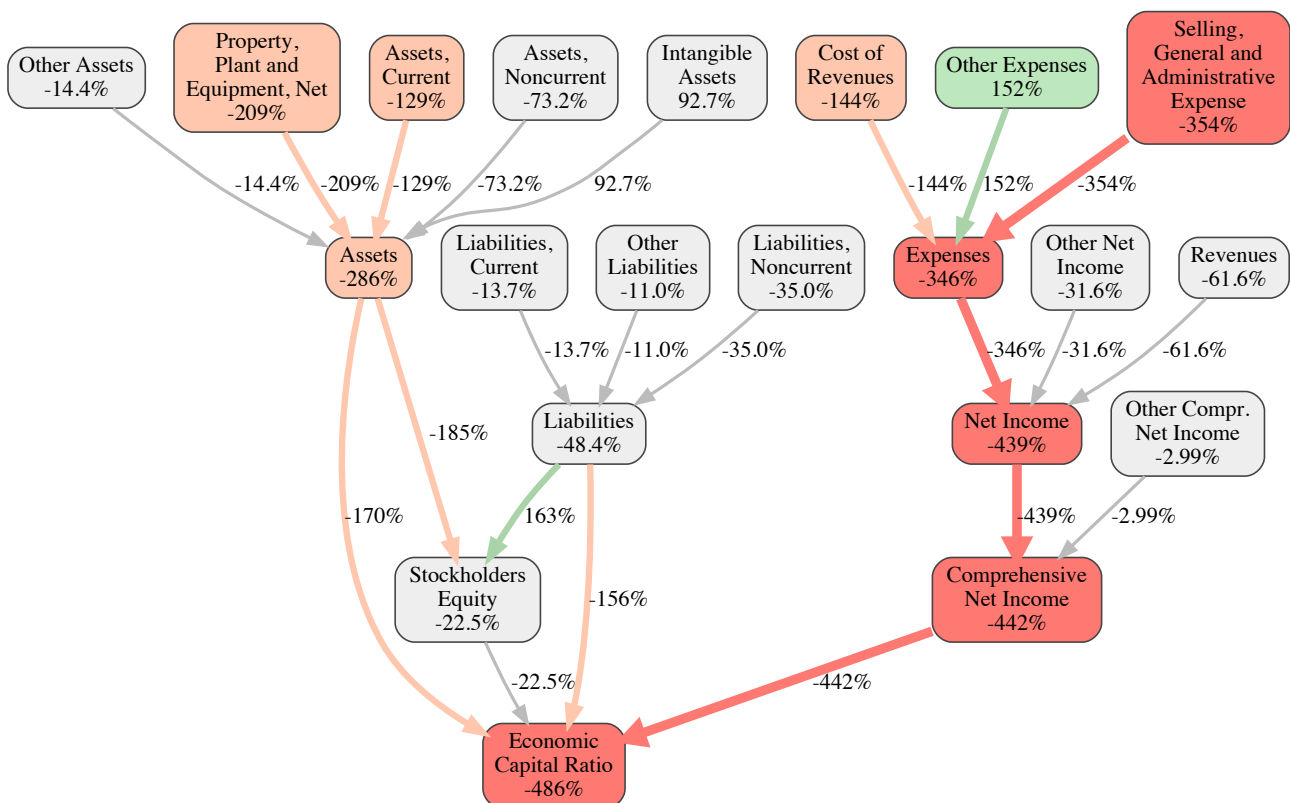 Other Assets
-14.4%
Property,
Plant and
Equipment, Net
-209%
Assets,
Current
-129%
Assets,
Noncurrent
-73.2%
Intangible
Assets
92.7%
Cost of
Revenues
-144%
Other Expenses
152%
Selling,
General and
Administrative
Expense
-354%
-14.4%
-209%
-129%
-73.2%
92.7%
-144%
152%
-354%
Assets
-286%
Liabilities,
Current
-13.7%
Other
Liabilities
-11.0%
Liabilities,
Noncurrent
-35.0%
Expenses
-346%
Other Net
Income
-31.6%
Revenues
-61.6%
-13.7%
-11.0%
-35.0%
-346%
-31.6%
-61.6%
-185%
Liabilities
-48.4%
Net Income
-439%
Other Compr.
Net Income
-2.99%
-170%
163%
-439%
-2.99%
Stockholders
Equity
-22.5%
-156%
Comprehensive
Net Income
-442%
-22.5%
-442%
Economic
Capital Ratio
-486%